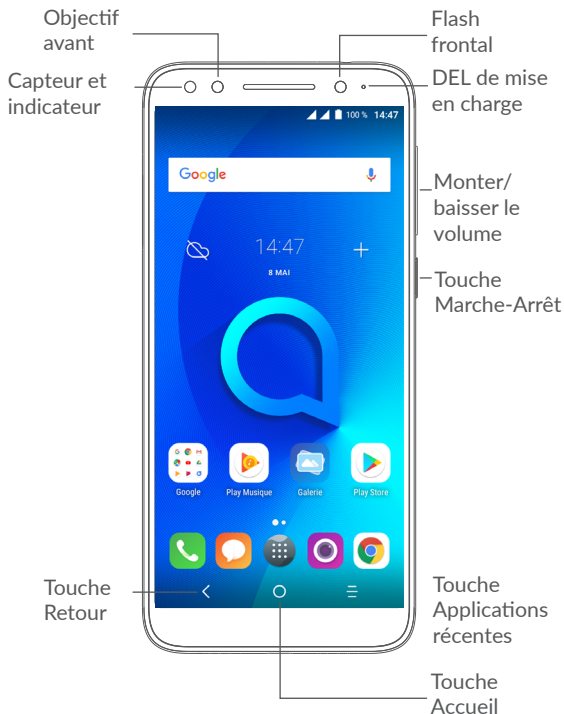 Objectif
avant
Flash
frontal
Capteur et
indicateur
DEL de mise
en charge
100 % 14:47
Google
Monter/
baisser le
volume
14:47
8 MAI
Touche
Marche-Arrêt
Google Play Musique Galerie Play Store
Touche
Retour
Touche
Applications
récentes
Touche
Accueil